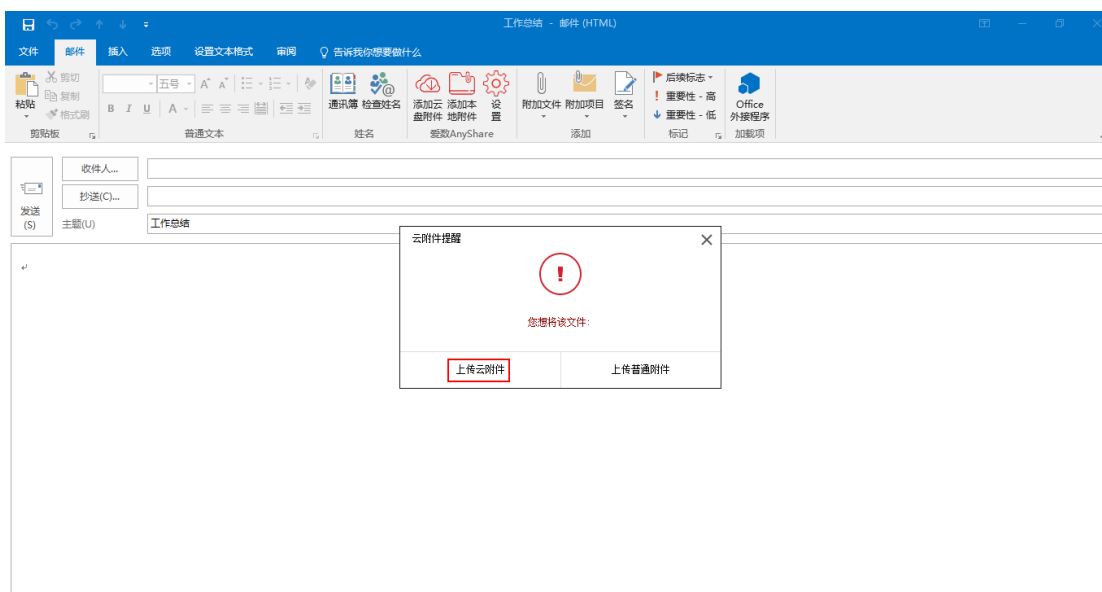 工作总结 - 邮件 (HTML)
文件 邮件 插入 选项 设置文本格式 审阅 告诉我你想要做什么
粘贴
剪切
复制
格式刷
剪贴板
五号
B I U A
普通文本
通讯簿 检查姓名
姓名
添加云 添加本 设
盘附件 地附件 置
爱数AnyShare
附加文件 附加项目 签名
添加
后续标志
重要性 - 高
重要性 - 低
标记
Office
外接程序
加载项
发送
(S)
收件人...
抄送(C)...
主题(U) 工作总结
云附件提醒
您想将该文件:
上传云附件 上传普通附件